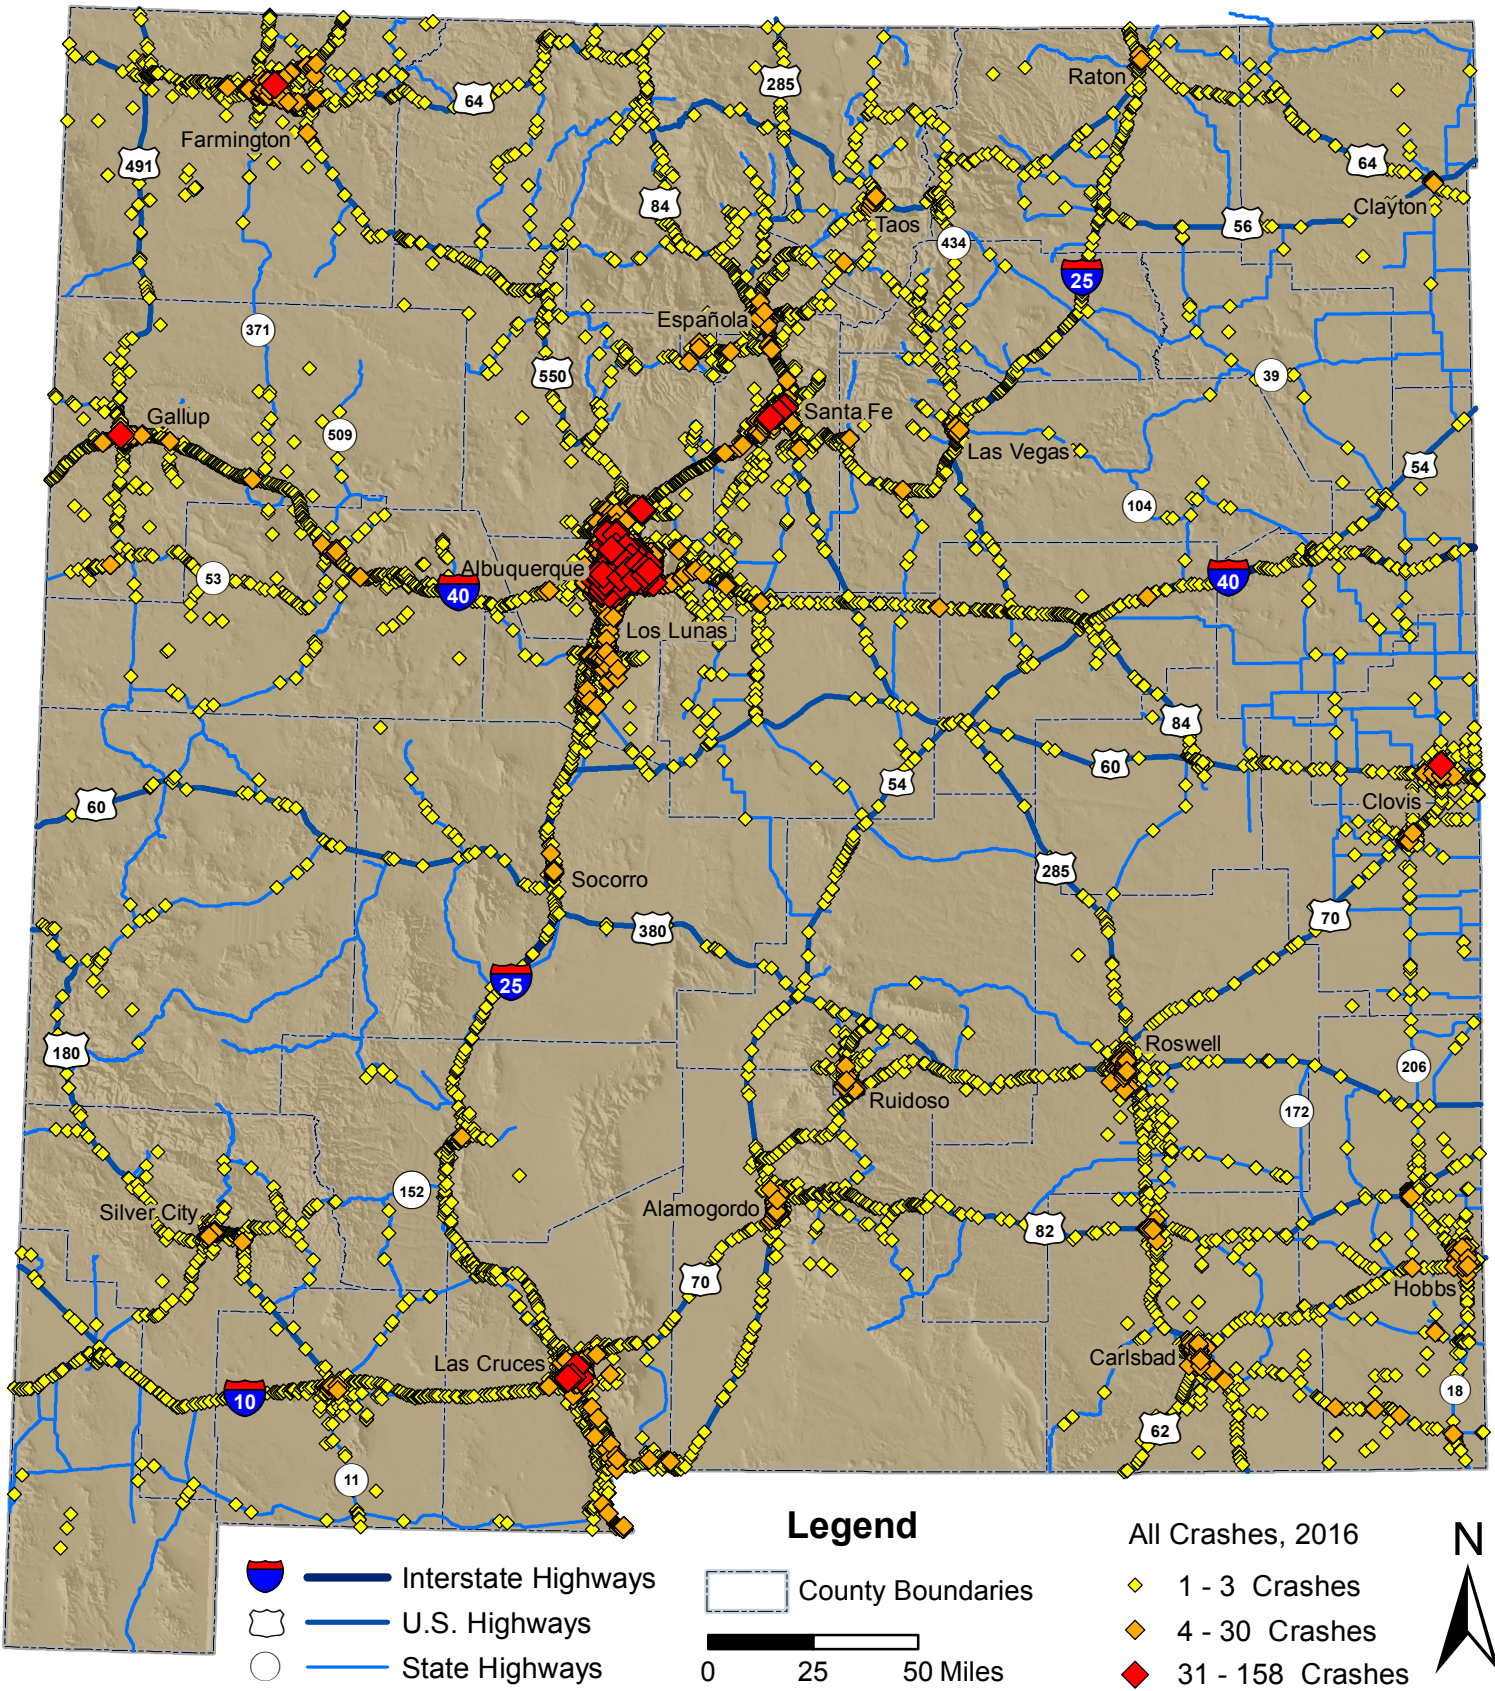 Raton
285
64
Farmington
491
64
Clayton
84
Taos
56
434
25
Española
371
550
39
Gallup
Santa Fe
509
Las Vegas
54
104
Albuquerque
53
40
40
Los Lunas
84
60
54
60
Clovis
285
Socorro
70
380
25
180
Roswell
206
Ruidoso
172
152
Silver City
Alamogordo
82
70
Hobbs
Las Cruces
Carlsbad
10
18
62
11
Legend
All Crashes, 2016
N
Interstate Highways
County Boundaries
1 - 3 Crashes
U.S. Highways
4 - 30 Crashes
State Highways
0 25 50 Miles
31 - 158 Crashes